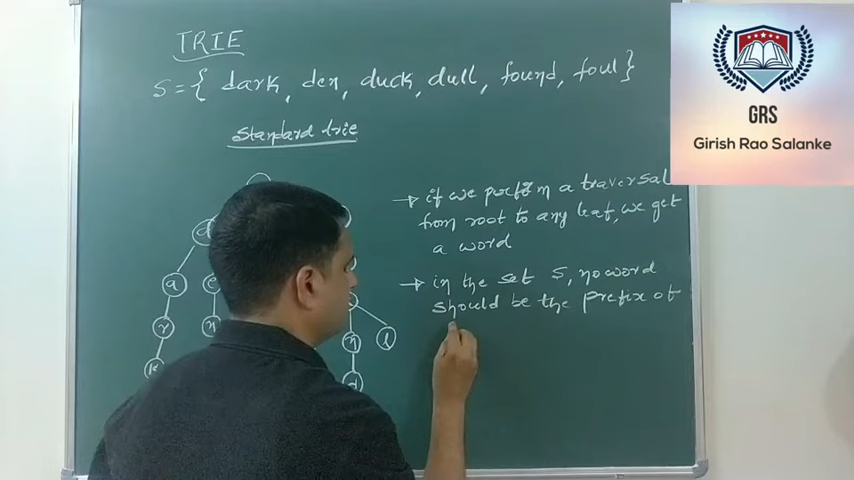 TRIE
S = { dark, den, duck, dull, found, foul }
Standard trie
→ if we perform a traversal
from root to any leaf, we get
a word
→ in the set S, no word
should be the prefix of
d
a
e
r
n
k
n
l
d
GRS
Girish Rao Salanke